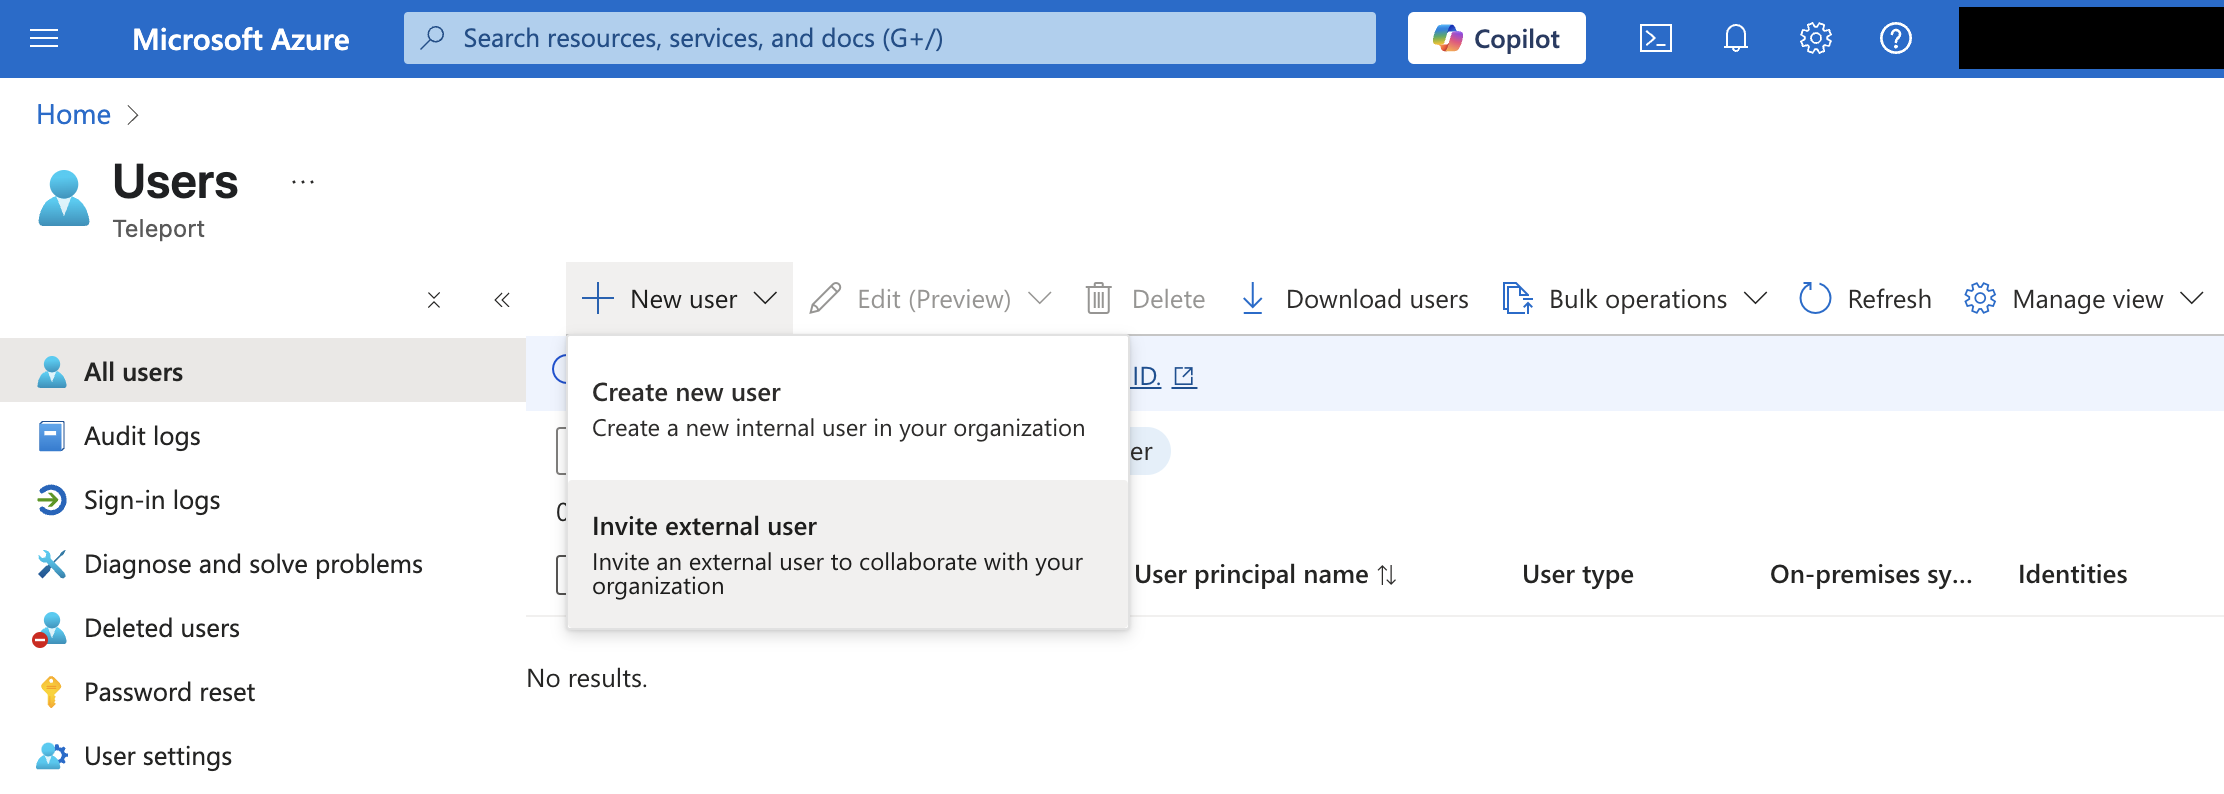 Microsoft Azure
Search resources, services, and docs (G+/)
Copilot
Home
Users
...
Teleport
New user
Edit (Preview)
Delete
Download users
Bulk operations
Refresh
Manage view
All users
Audit logs
Sign-in logs
Diagnose and solve problems
Deleted users
Password reset
User settings
Create new user
Create a new internal user in your organization
Invite external user
Invite an external user to collaborate with your
organization
ID.
er
User principal name
User type
On-premises sy...
Identities
No results.